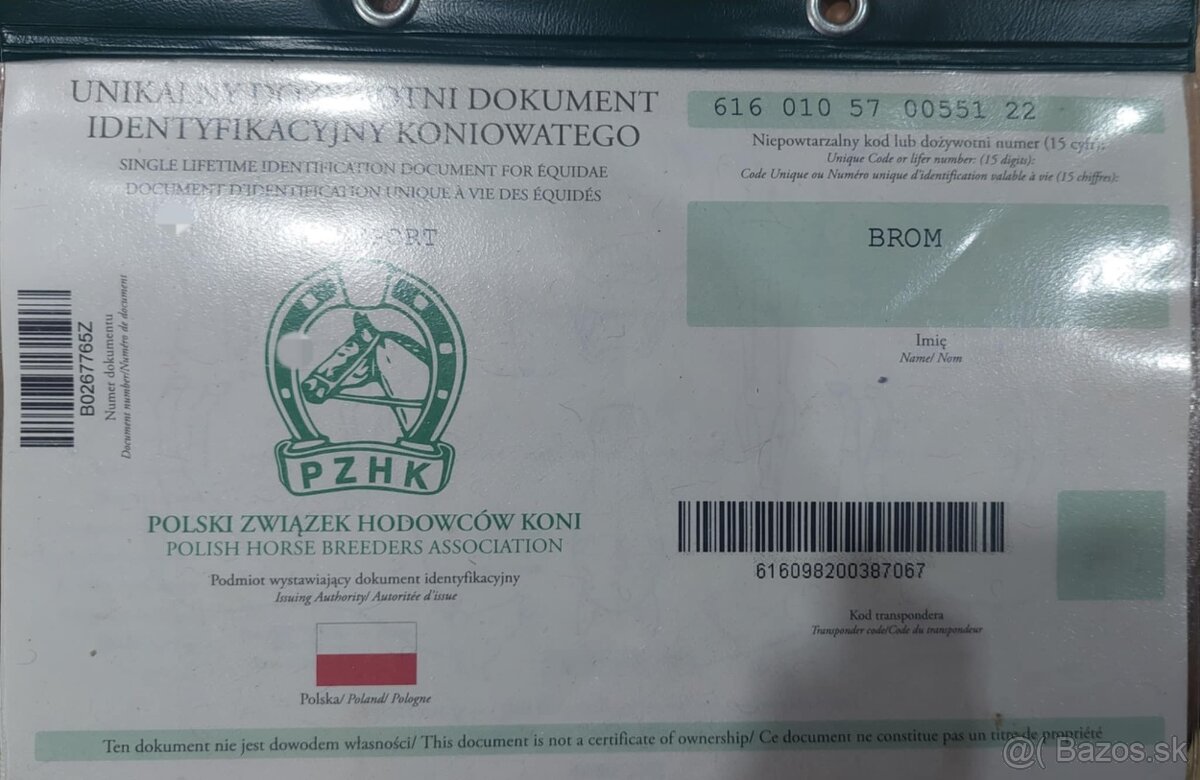 UNIKALNY DOŻYWOTNI DOKUMENT
IDENTYFIKACYJNY KONIOWATEGO
SINGLE LIFETIME IDENTIFICATION DOCUMENT FOR ÉQUIDAE
DOCUMENT D'IDENTIFICATION UNIQUE À VIE DES ÉQUIDÉS
B0267765Z
Numer dokumentu
Document number/Numéro de document
PZHK
POLSKI ZWIĄZEK HODOWCÓW KONI
POLISH HORSE BREEDERS ASSOCIATION
Podmiot wystawiający dokument identyfikacyjny
Issuing Authority/ Autoritée d'issue
Polska/ Poland/ Pologne
616 010 57 00551 22
Niepowtarzalny kod lub dożywotni numer (15 cyfr):
Unique Code or lifer number: (15 digits):
Code Unique ou Numéro unique d'identification valable à vie (15 chiffres):
BROM
Imię
Name/ Nom
616098200387067
Kod transpondera
Transponder code/Code du transpondeur
Ten dokument nie jest dowodem własności/ This document is not a certificate of ownership/ Ce document ne constitue pas un titre de propriété
@( Bazos.sk